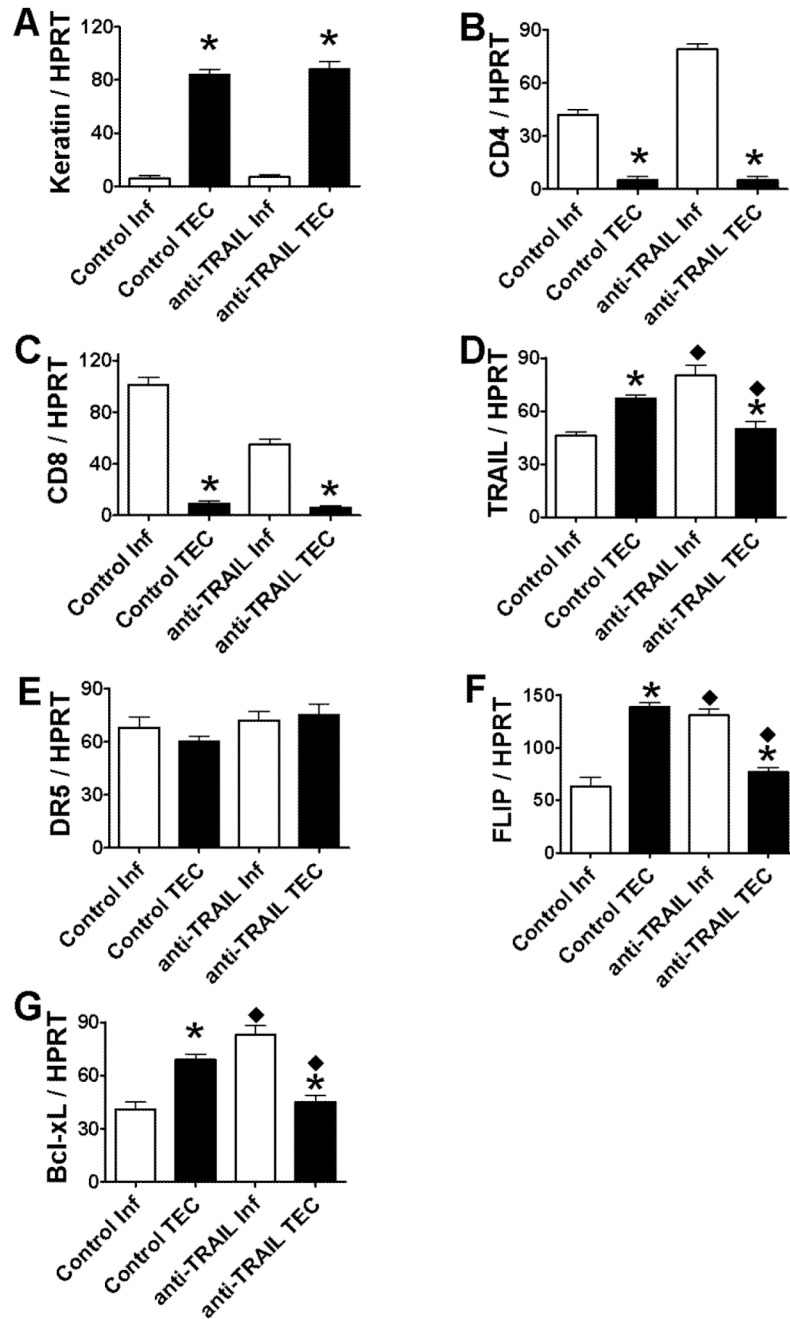 A
Keratin / HPRT
120
80
40
0
Control Inf
Control TEC
anti-TRAIL Inf
anti-TRAIL TEC
*
*
B
CD4 / HPRT
90
60
30
0
Control Inf
Control TEC
anti-TRAIL Inf
anti-TRAIL TEC
*
*
C
CD8 / HPRT
120
80
40
0
Control Inf
Control TEC
anti-TRAIL Inf
anti-TRAIL TEC
*
*
D
TRAIL / HPRT
90
60
30
0
Control Inf
Control TEC
anti-TRAIL Inf
anti-TRAIL TEC
*
◆
◆
*
E
DR5 / HPRT
90
60
30
0
Control Inf
Control TEC
anti-TRAIL Inf
anti-TRAIL TEC
F
FLIP / HPRT
150
100
50
0
Control Inf
Control TEC
anti-TRAIL Inf
anti-TRAIL TEC
*
◆
◆
*
G
Bcl-xL / HPRT
90
60
30
0
Control Inf
Control TEC
anti-TRAIL Inf
anti-TRAIL TEC
*
◆
◆
*